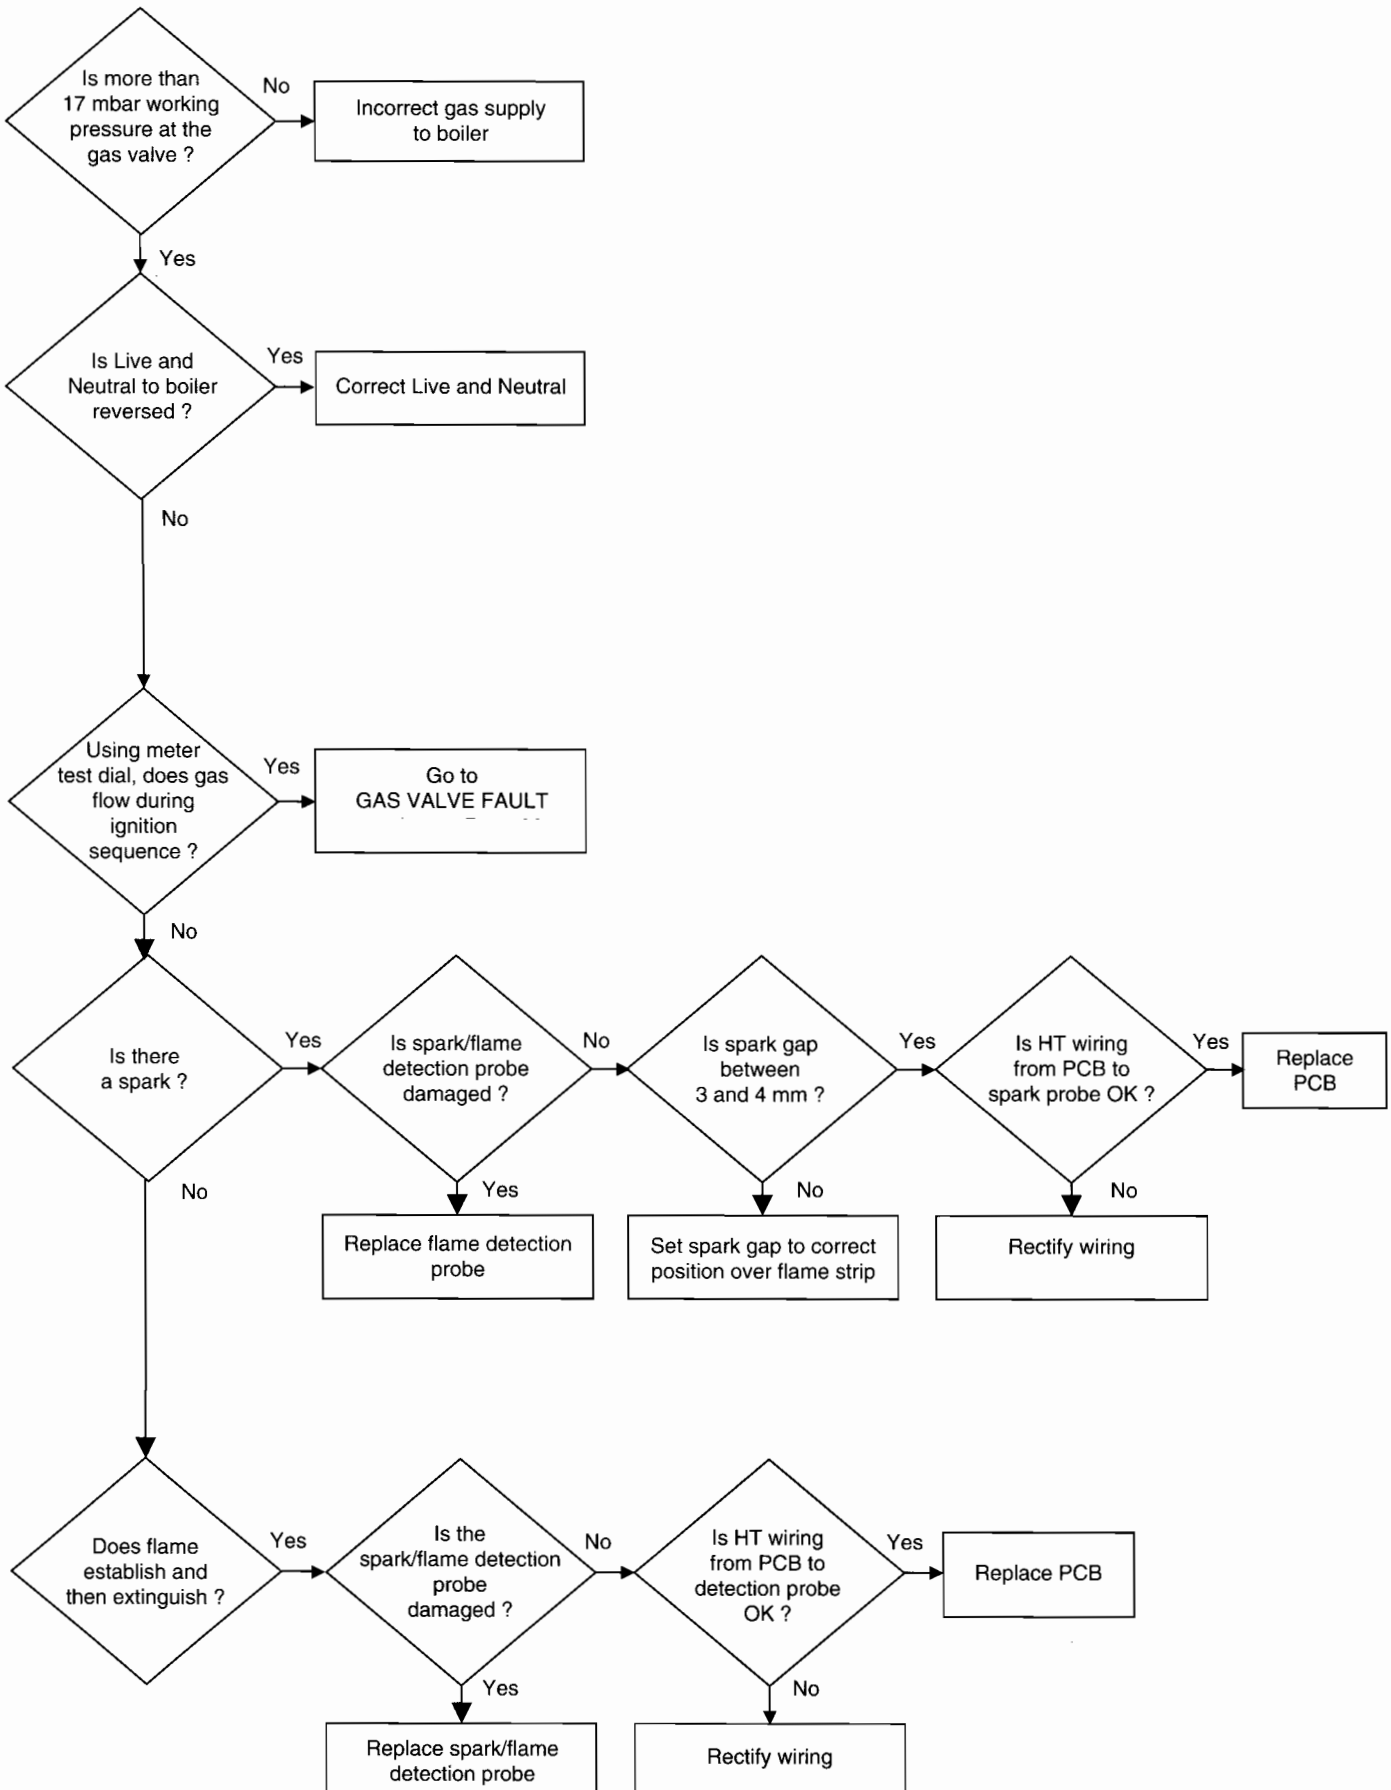 Is more than
17 mbar working
pressure at the
gas valve ?
No
Incorrect gas supply
to boiler
Yes
Is Live and
Neutral to boiler
reversed ?
Yes
Correct Live and Neutral
No
Using meter
test dial, does gas
flow during
ignition
sequence ?
Yes
Go to
GAS VALVE FAULT
No
Is there
a spark ?
Yes
Is spark/flame
detection probe
damaged ?
No
Is spark gap
between
3 and 4 mm ?
Yes
Is HT wiring
from PCB to
spark probe OK ?
Yes
Replace
PCB
No
Yes
Replace flame detection
probe
No
Set spark gap to correct
position over flame strip
No
Rectify wiring
Does flame
establish and
then extinguish ?
Yes
Is the
spark/flame detection
probe
damaged ?
No
Is HT wiring
from PCB to
detection probe
OK ?
Yes
Replace PCB
Yes
Replace spark/flame
detection probe
No
Rectify wiring